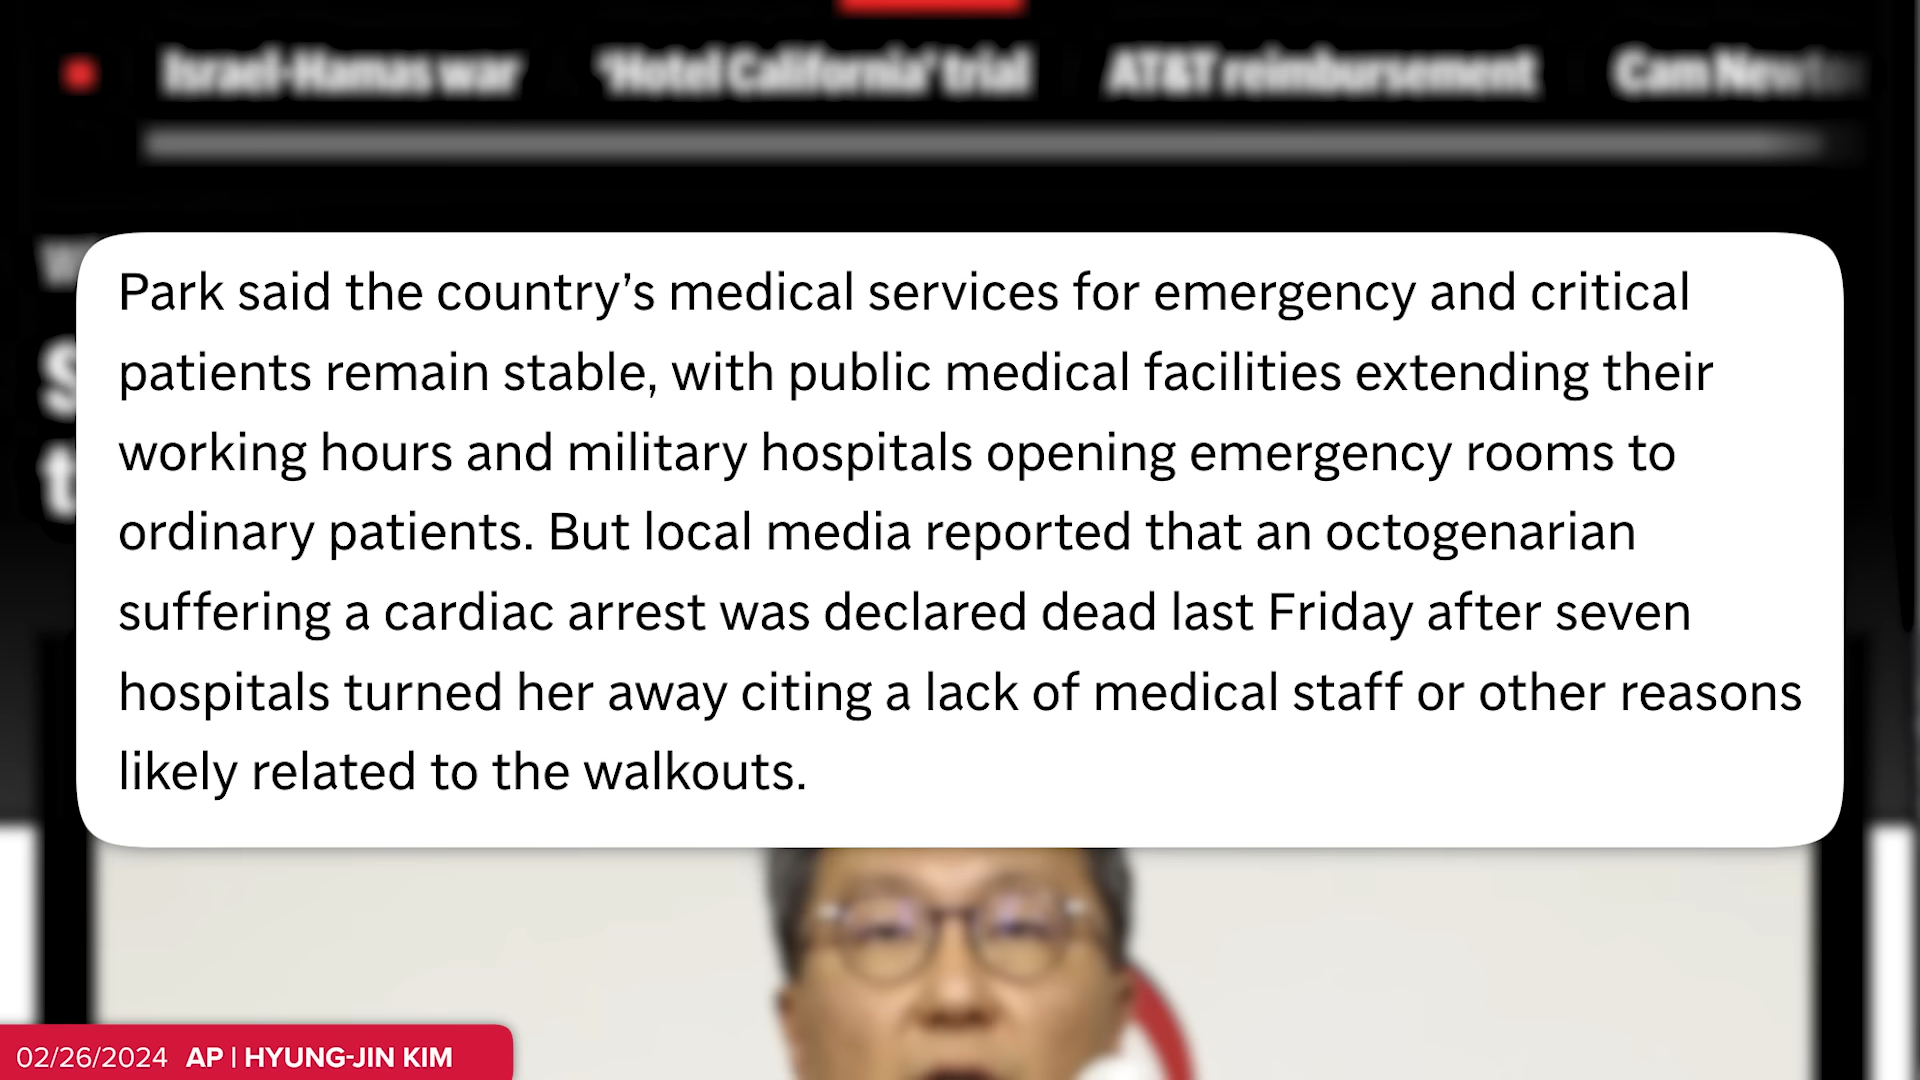 Israel-Hamas war 'Hotel California' trial AT&T reimbursement Cam Newton
Park said the country’s medical services for emergency and critical
patients remain stable, with public medical facilities extending their
working hours and military hospitals opening emergency rooms to
ordinary patients. But local media reported that an octogenarian
suffering a cardiac arrest was declared dead last Friday after seven
hospitals turned her away citing a lack of medical staff or other reasons
likely related to the walkouts.
02/26/2024 AP | HYUNG-JIN KIM